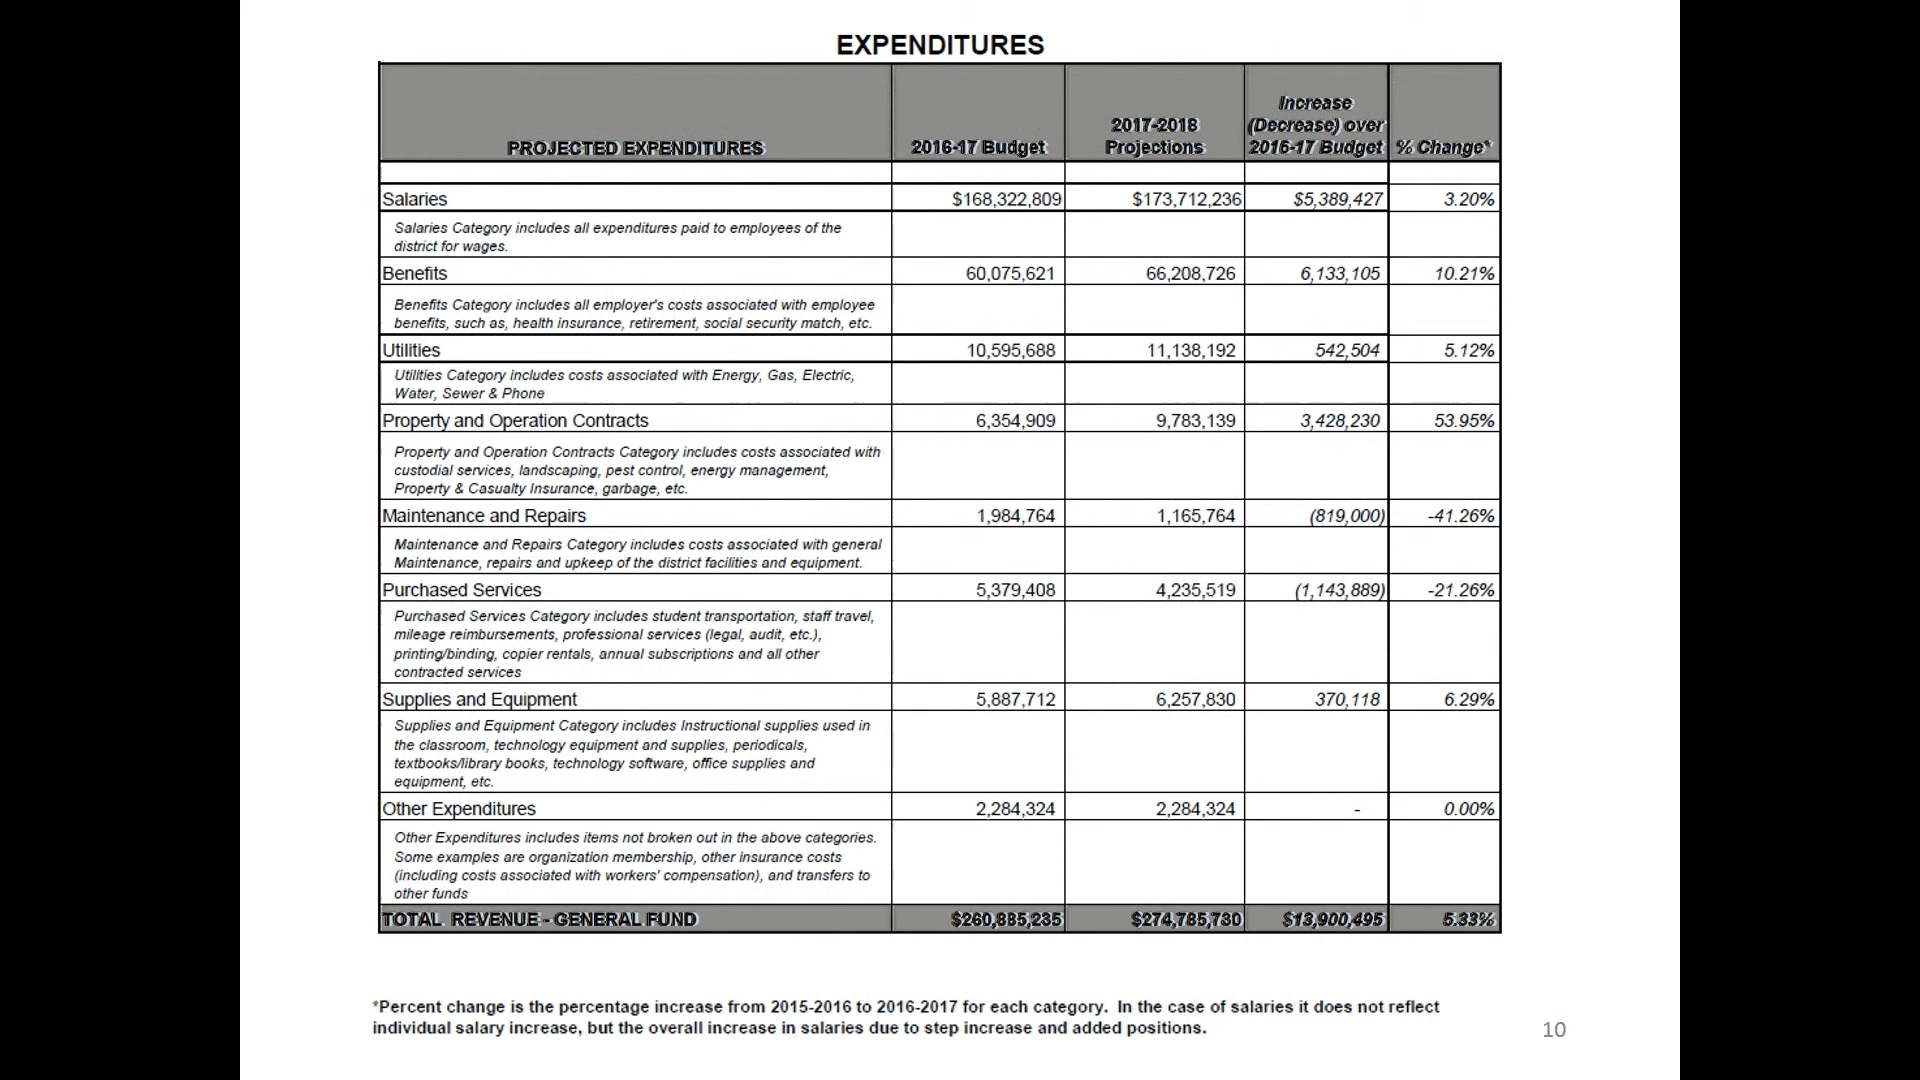 EXPENDITURES
PROJECTED EXPENDITURES 2016-17 Budget 2017-2018 Projections Increase (Decrease) over 2016-17 Budget % Change*
Salaries $168,322,809 $173,712,236 $5,389,427 3.20%
Salaries Category includes all expenditures paid to employees of the
district for wages.
Benefits 60,075,621 66,208,726 6,133,105 10.21%
Benefits Category includes all employer's costs associated with employee
benefits, such as, health insurance, retirement, social security match, etc.
Utilities 10,595,688 11,138,192 542,504 5.12%
Utilities Category includes costs associated with Energy, Gas, Electric,
Water, Sewer & Phone
Property and Operation Contracts 6,354,909 9,783,139 3,428,230 53.95%
Property and Operation Contracts Category includes costs associated with
custodial services, landscaping, pest control, energy management,
Property & Casualty Insurance, garbage, etc.
Maintenance and Repairs 1,984,764 1,165,764 (819,000) -41.26%
Maintenance and Repairs Category includes costs associated with general
Maintenance, repairs and upkeep of the district facilities and equipment.
Purchased Services 5,379,408 4,235,519 (1,143,889) -21.26%
Purchased Services Category includes student transportation, staff travel,
mileage reimbursements, professional services (legal, audit, etc.),
printing/binding, copier rentals, annual subscriptions and all other
contracted services
Supplies and Equipment 5,887,712 6,257,830 370,118 6.29%
Supplies and Equipment Category includes Instructional supplies used in
the classroom, technology equipment and supplies, periodicals,
textbooks/library books, technology software, office supplies and
equipment, etc.
Other Expenditures 2,284,324 2,284,324 - 0.00%
Other Expenditures includes items not broken out in the above categories.
Some examples are organization membership, other insurance costs
(including costs associated with workers' compensation), and transfers to
other funds
TOTAL REVENUE - GENERAL FUND $260,885,235 $274,785,730 $13,900,495 5.33%
*Percent change is the percentage increase from 2015-2016 to 2016-2017 for each category. In the case of salaries it does not reflect
individual salary increase, but the overall increase in salaries due to step increase and added positions.
10